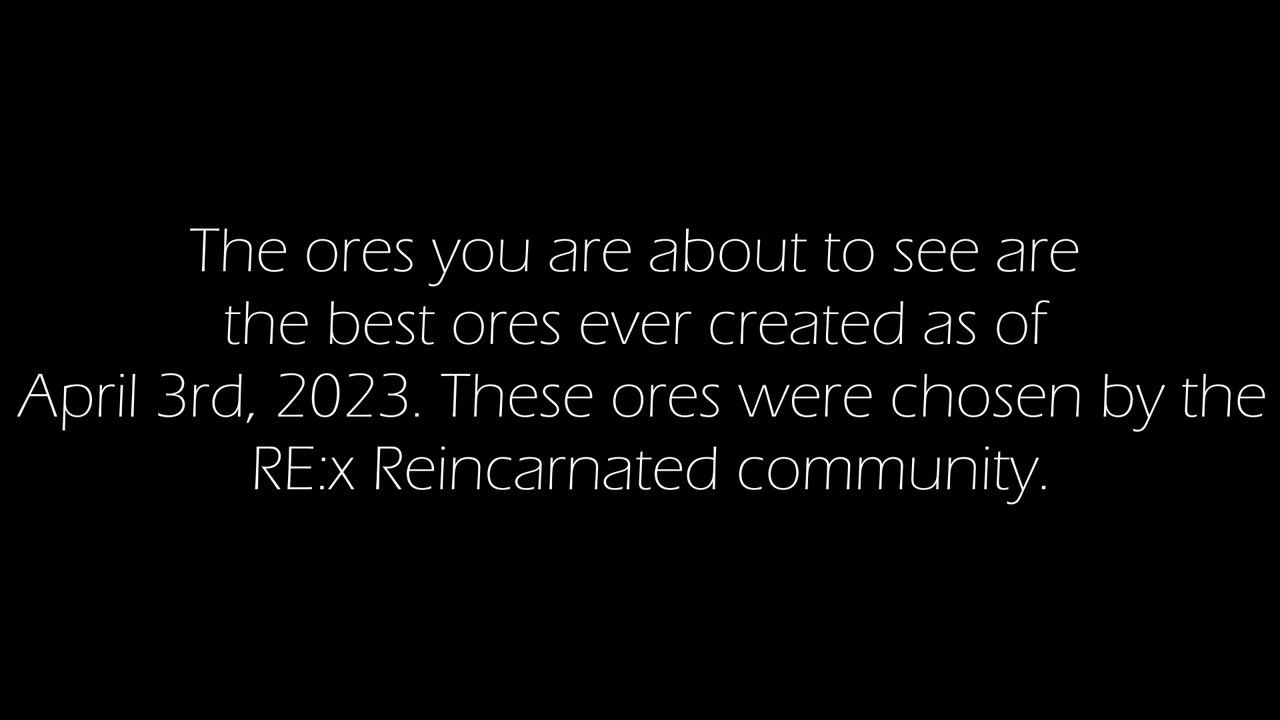 The ores you are about to see are
the best ores ever created as of
April 3rd, 2023. These ores were chosen by the
RE:x Reincarnated community.